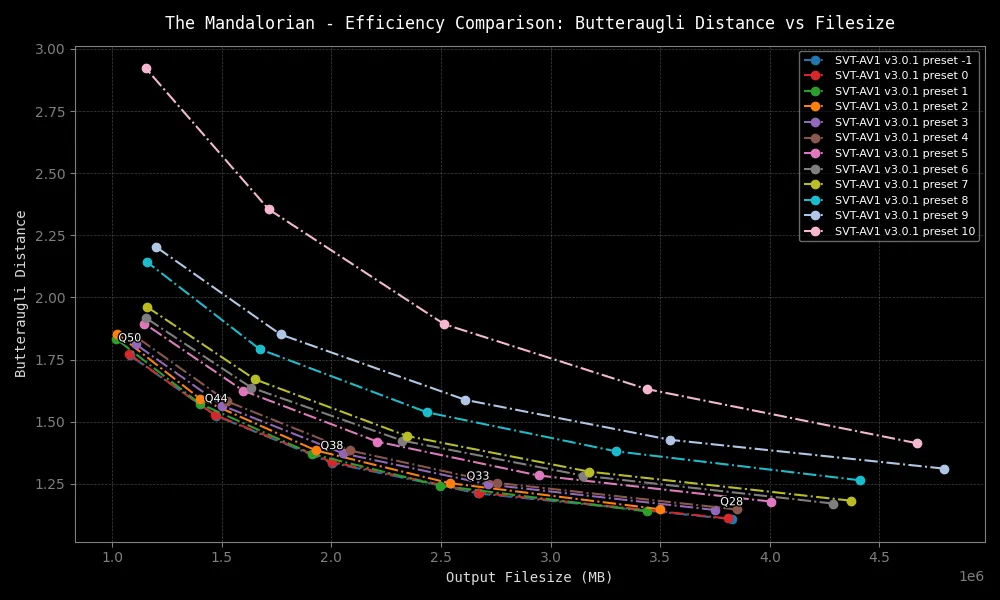 The Mandalorian - Efficiency Comparison: Butteraugli Distance vs Filesize
3.00
2.75
2.50
2.25
2.00
1.75
1.50
1.25
Butteraugli Distance
SVT-AV1 v3.0.1 preset -1
SVT-AV1 v3.0.1 preset 0
SVT-AV1 v3.0.1 preset 1
SVT-AV1 v3.0.1 preset 2
SVT-AV1 v3.0.1 preset 3
SVT-AV1 v3.0.1 preset 4
SVT-AV1 v3.0.1 preset 5
SVT-AV1 v3.0.1 preset 6
SVT-AV1 v3.0.1 preset 7
SVT-AV1 v3.0.1 preset 8
SVT-AV1 v3.0.1 preset 9
SVT-AV1 v3.0.1 preset 10
Q50
Q44
Q38
Q33
Q28
1.0 1.5 2.0 2.5 3.0 3.5 4.0 4.5
1e6
Output Filesize (MB)